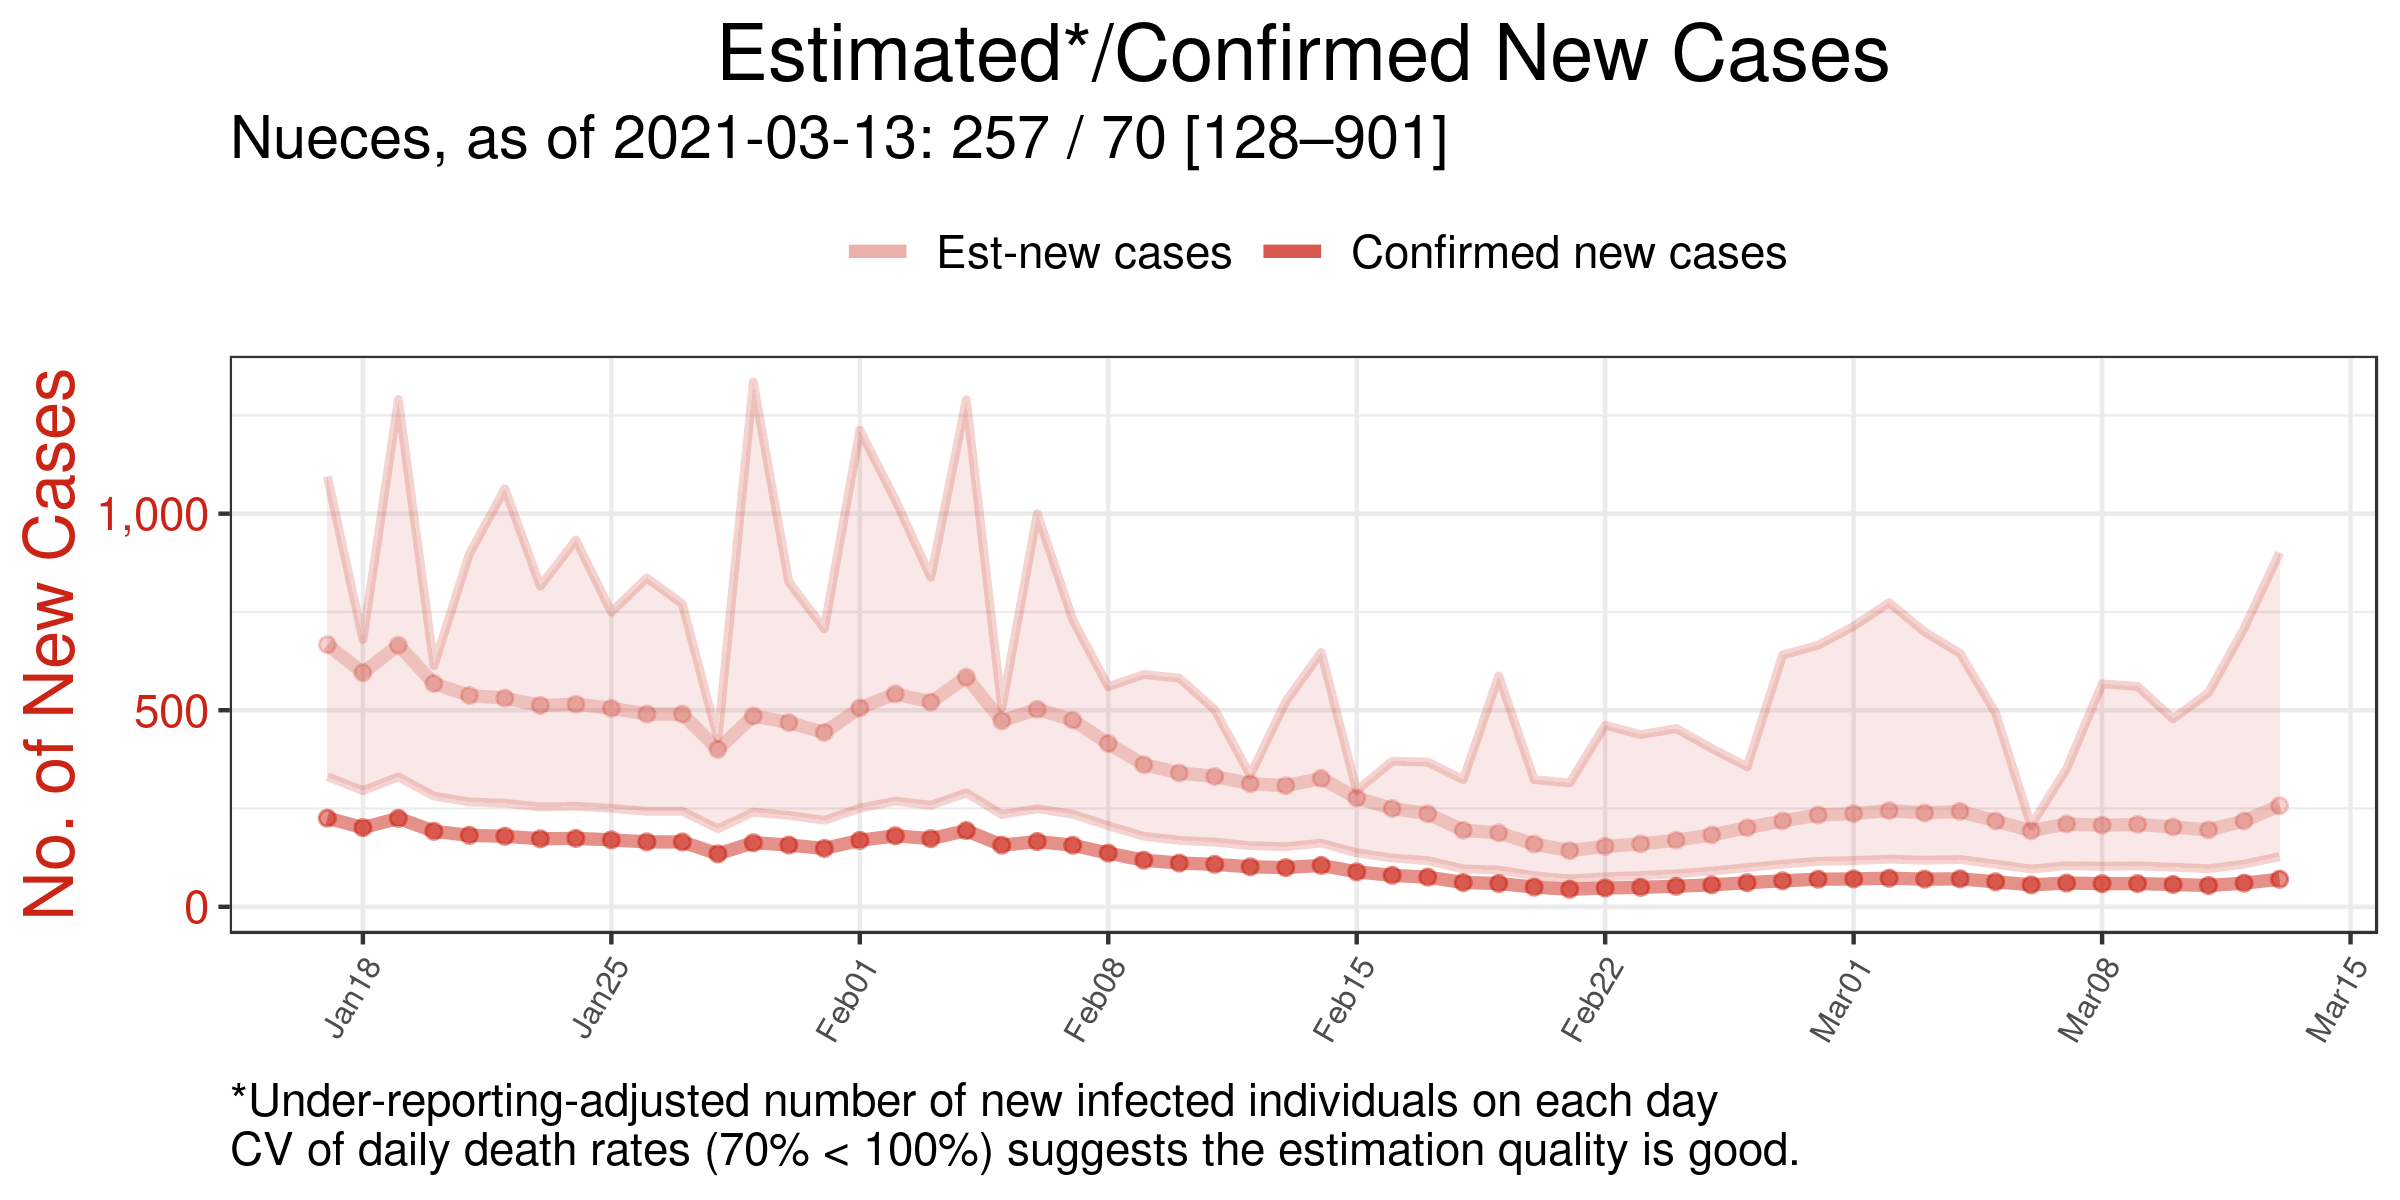 Estimated*/Confirmed New Cases
Nueces, as of 2021-03-13: 257 / 70 [128–901]
Est-new cases
Confirmed new cases
No. of New Cases
1,000
500
0
Jan18
Jan25
Feb01
Feb08
Feb15
Feb22
Mar01
Mar08
Mar15
*Under-reporting-adjusted number of new infected individuals on each day
CV of daily death rates (70% < 100%) suggests the estimation quality is good.